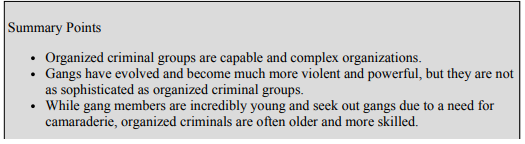 Summary Points
• Organized criminal groups are capable and complex organizations.
• Gangs have evolved and become much more violent and powerful, but they are not
as sophisticated as organized criminal groups.
• While gang members are incredibly young and seek out gangs due to a need for
camaraderie, organized criminals are often older and more skilled.